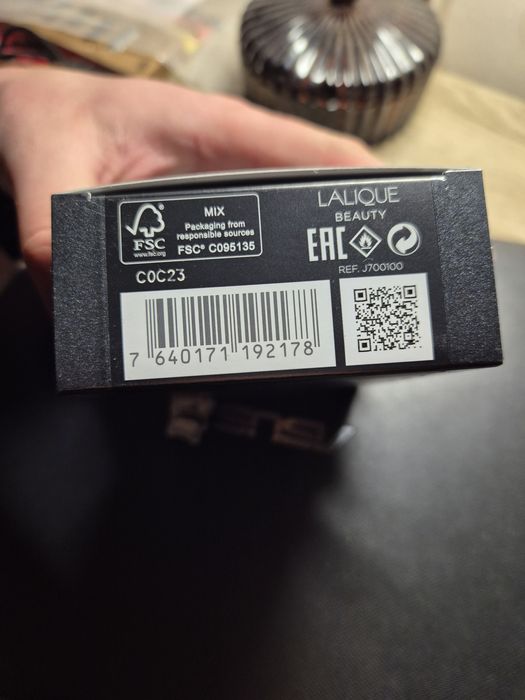 FSC
www.fsc.org
MIX
Packaging from
responsible sources
FSC® C095135
LALIQUE
BEAUTY
EAC
REF. J700100
C0C23
7 640171 192178